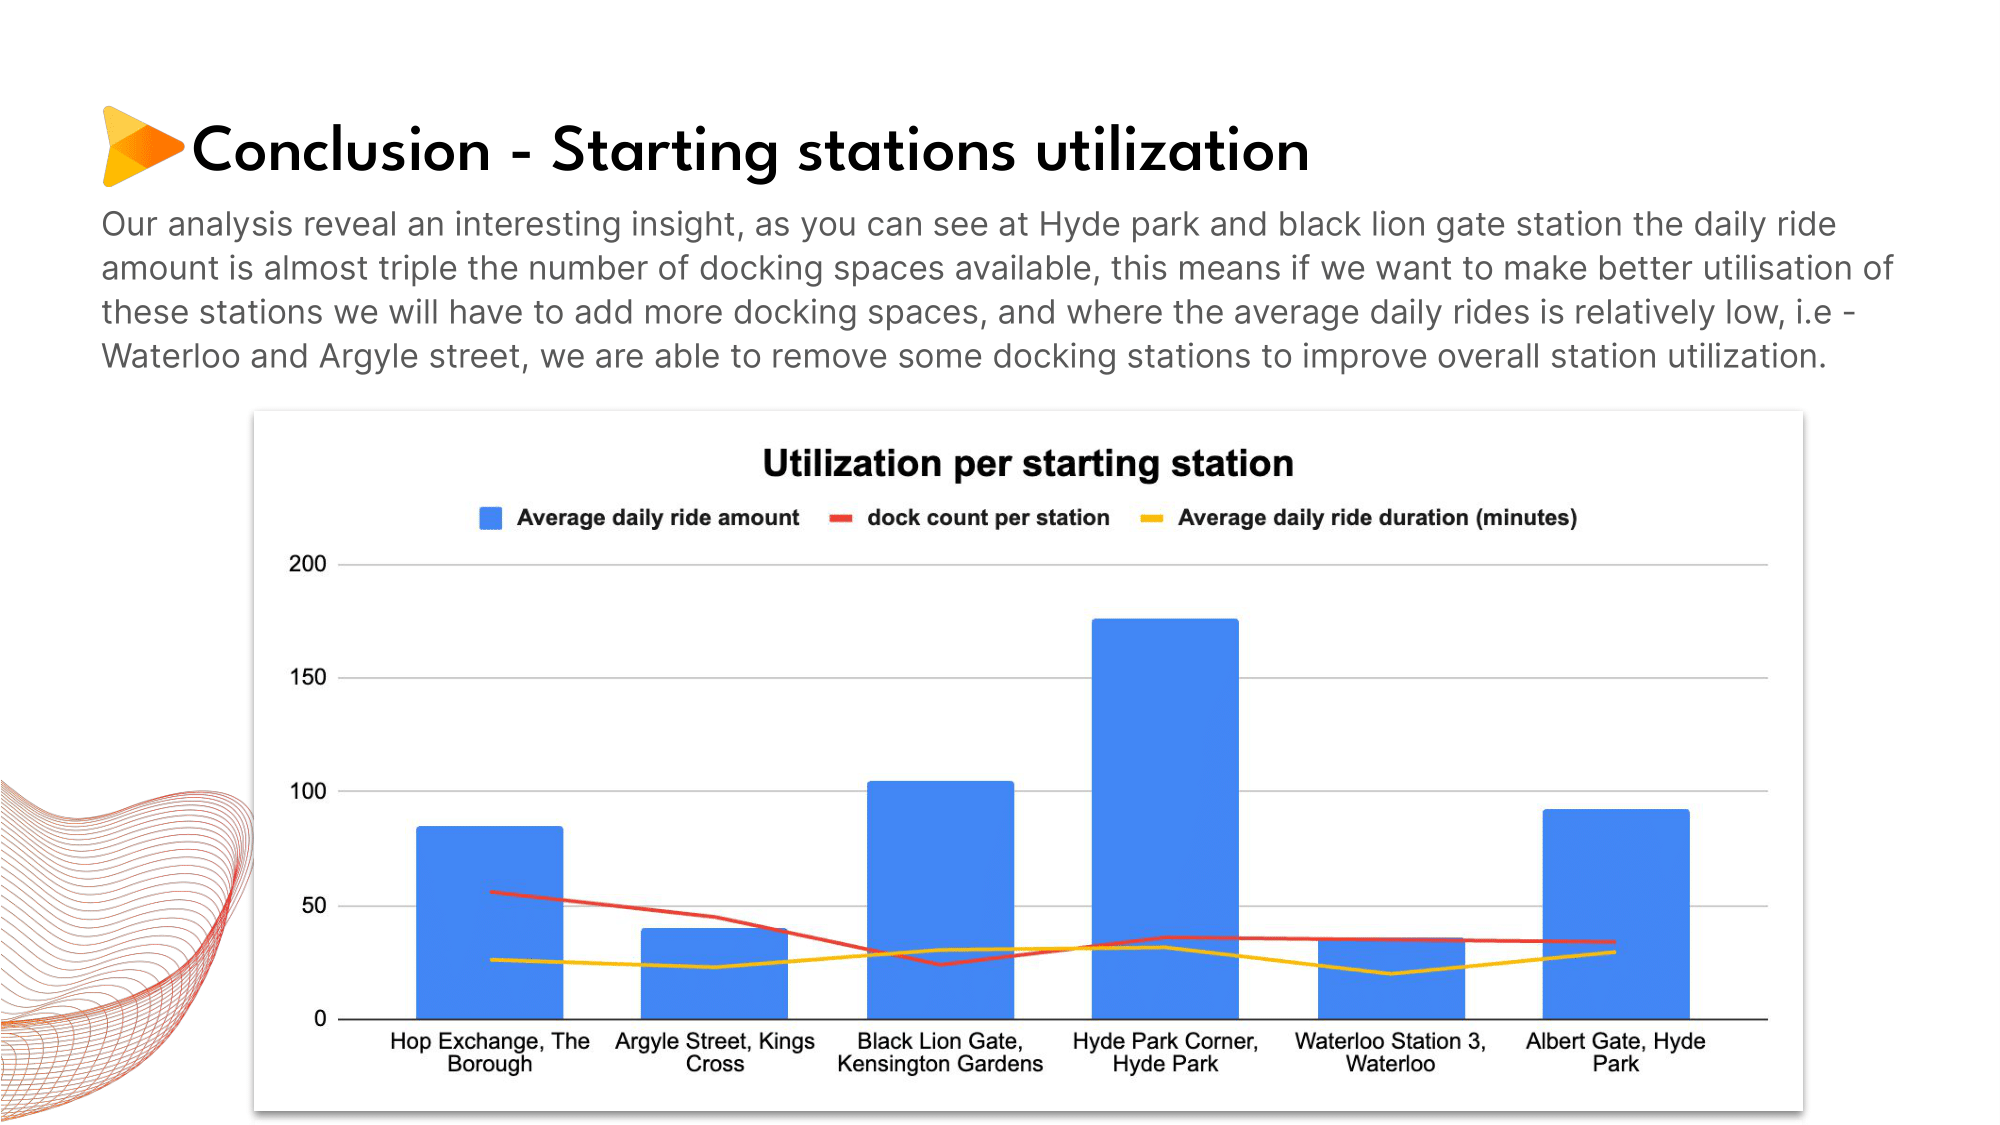 Conclusion - Starting stations utilization
Our analysis reveal an interesting insight, as you can see at Hyde park and black lion gate station the daily ride
amount is almost triple the number of docking spaces available, this means if we want to make better utilisation of
these stations we will have to add more docking spaces, and where the average daily rides is relatively low, i.e -
Waterloo and Argyle street, we are able to remove some docking stations to improve overall station utilization.
Utilization per starting station
Average daily ride amount dock count per station Average daily ride duration (minutes)
200
150
100
50
0
Hop Exchange, The
Borough
Argyle Street, Kings
Cross
Black Lion Gate,
Kensington Gardens
Hyde Park Corner,
Hyde Park
Waterloo Station 3,
Waterloo
Albert Gate, Hyde
Park